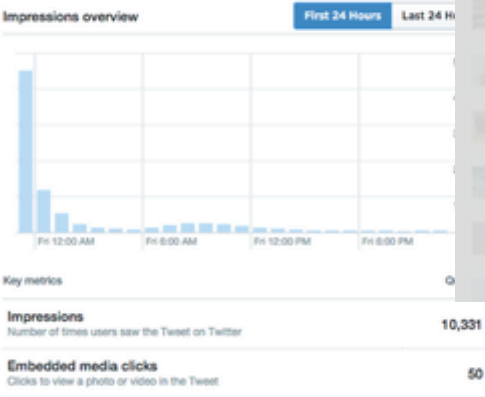 Impressions overview
First 24 Hours
Last 24 H
Fri 12:00 AM
Fri 6:00 AM
Fri 12:00 PM
Fri 6:00 PM
Key metrics
Impressions
10,331
Number of times users saw the Tweet on Twitter
Embedded media clicks
50
Clicks to view a photo or video in the Tweet